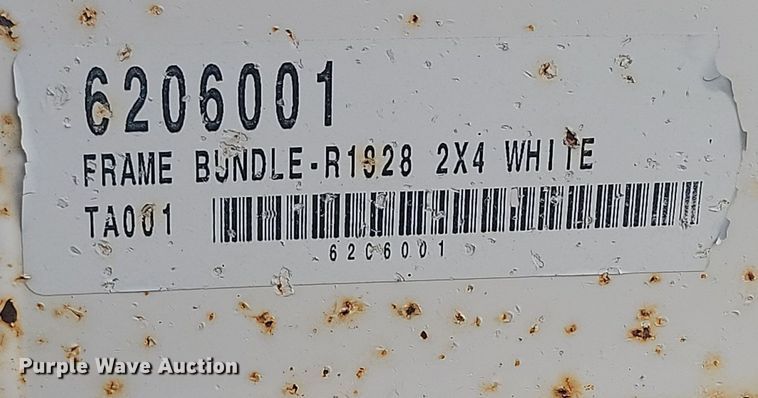 6206001
FRAME BUNDLE-R1928 2X4 WHITE
TA001
6206001
Purple Wave Auction